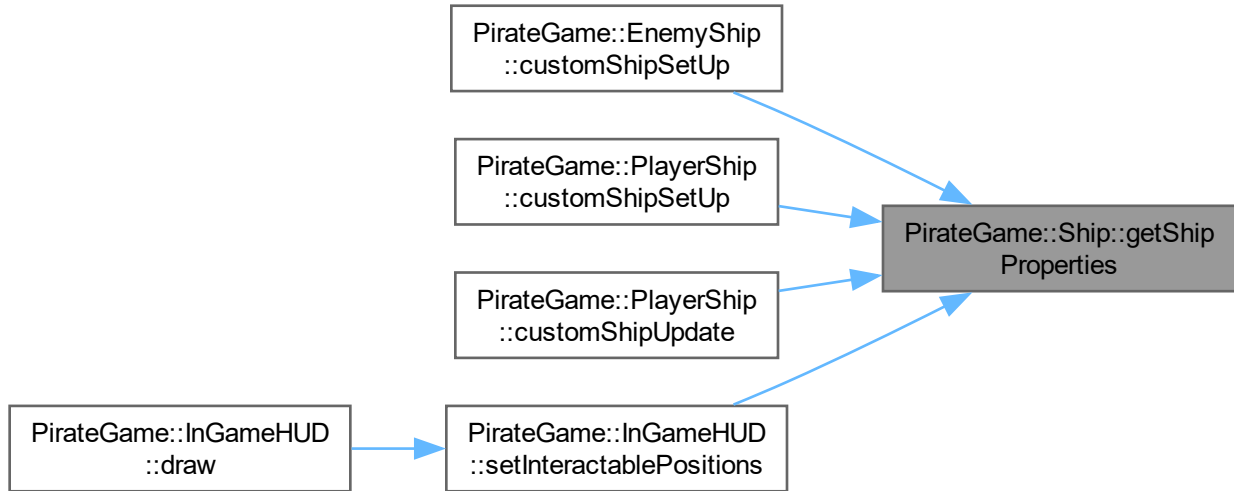 PirateGame::EnemyShip
::customShipSetUp
PirateGame::PlayerShip
::customShipSetUp
PirateGame::Ship::getShip
Properties
PirateGame::PlayerShip
::customShipUpdate
PirateGame::InGameHUD
::draw
PirateGame::InGameHUD
::setInteractablePositions